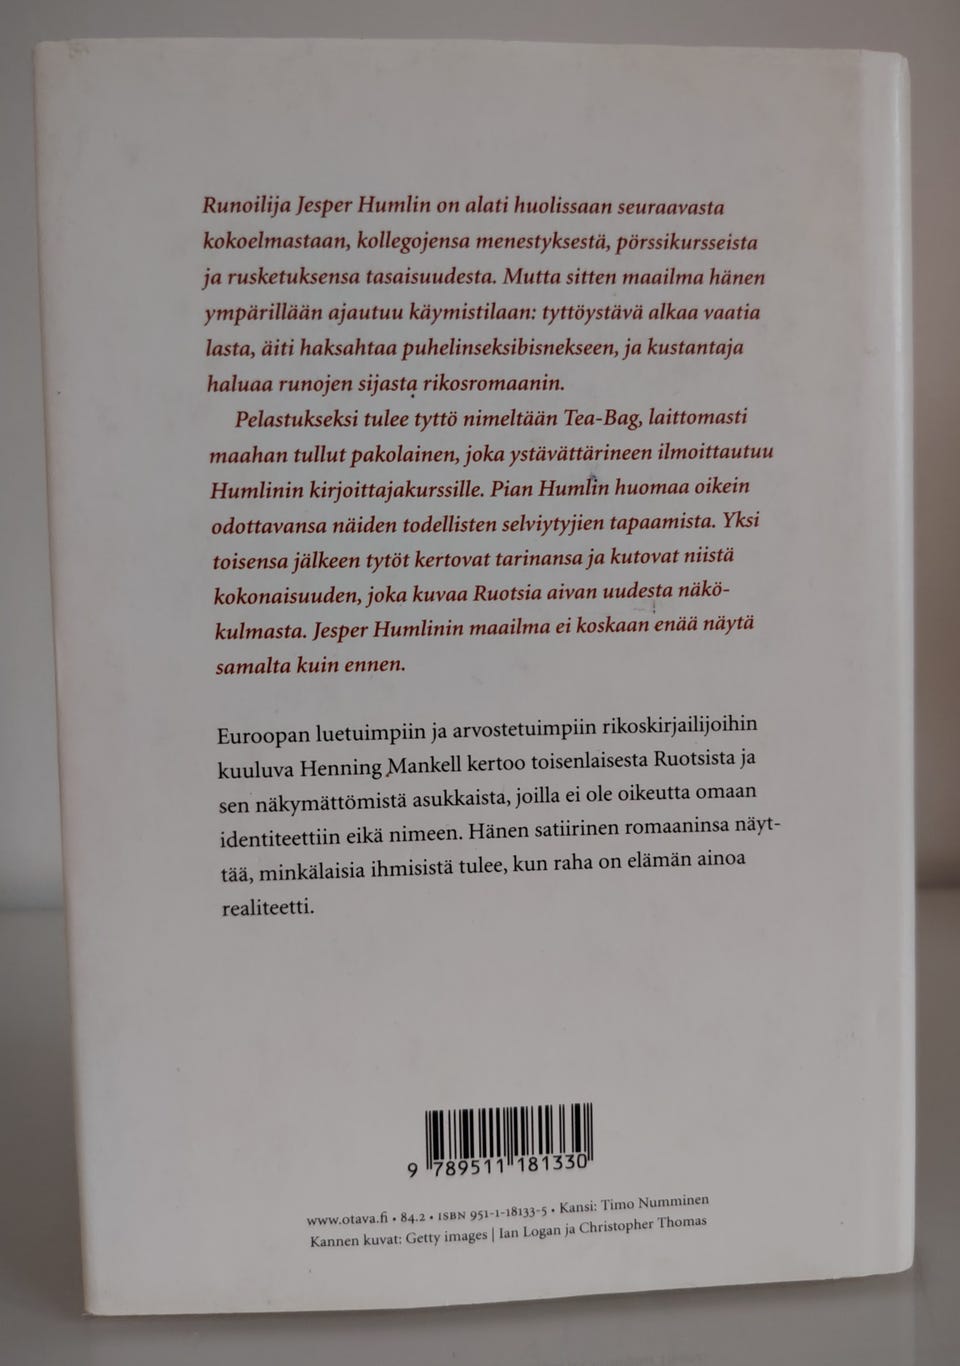 Runoilija Jesper Humlin on alati huolissaan seuraavasta
kokoelmastaan, kollegojensa menestyksestä, pörssikursseista
ja rusketuksensa tasaisuudesta. Mutta sitten maailma hänen
ympärillään ajautuu käymistilaan: tyttöystävä alkaa vaatia
lasta, äiti haksahtaa puhelinseksibisnekseen, ja kustantaja
haluaa runojen sijasta rikosromaanin.
Pelastukseksi tulee tyttö nimeltään Tea-Bag, laittomasti
maahan tullut pakolainen, joka ystävättärineen ilmoittautuu
Humlinin kirjoittajakurssille. Pian Humlin huomaa oikein
odottavansa näiden todellisten selviytyjien tapaamista. Yksi
toisensa jälkeen tytöt kertovat tarinansa ja kutovat niistä
kokonaisuuden, joka kuvaa Ruotsia aivan uudesta näkö-
kulmasta. Jesper Humlinin maailma ei koskaan enää näytä
samalta kuin ennen.
Euroopan luetuimpiin ja arvostetuimpiin rikoskirjailijoihin
kuuluva Henning Mankell kertoo toisenlaisesta Ruotsista ja
sen näkymättömistä asukkaista, joilla ei ole oikeutta omaan
identiteettiin eikä nimeen. Hänen satiirinen romaaninsa näyt-
tää, minkälaisia ihmisistä tulee, kun raha on elämän ainoa
realiteetti.
9 789511 181330
www.otava.fi • 84.2 • ISBN 951-1-18133-5 • Kansi: Timo Numminen
Kannen kuvat: Getty images | Ian Logan ja Christopher Thomas